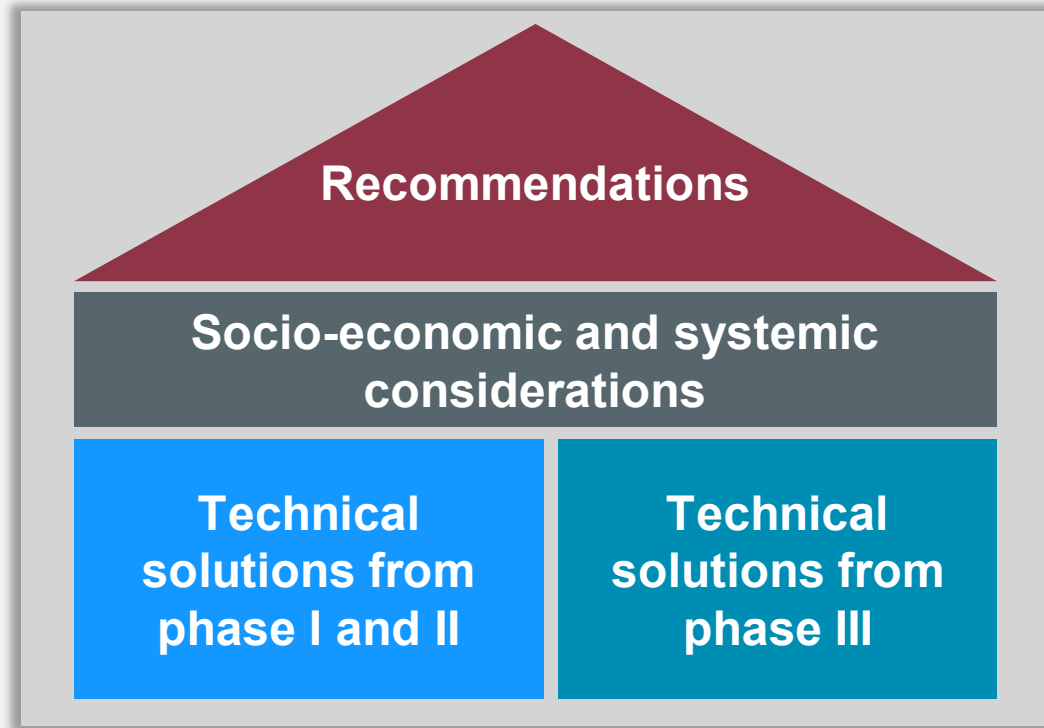 Recommendations
Socio-economic and systemic
considerations
Technical
solutions from
phase I and II
Technical
solutions from
phase III